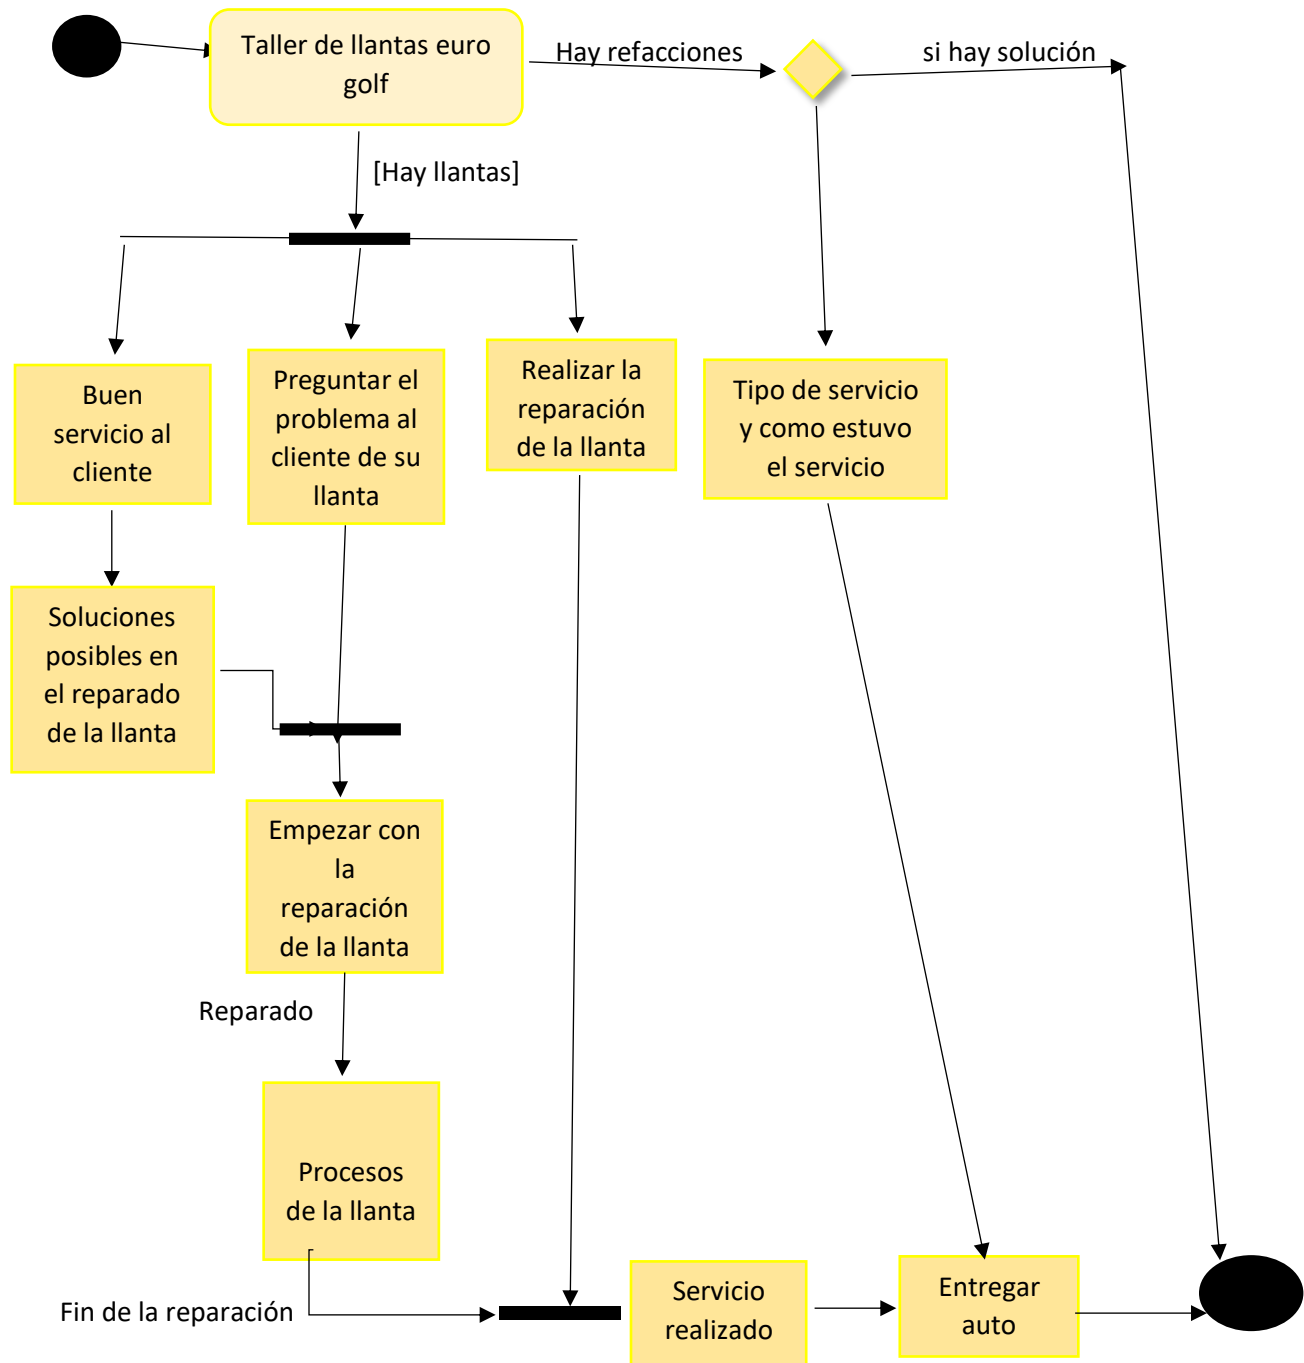 Taller de llantas euro
golf
Hay refacciones
si hay solución
[Hay llantas]
Buen
servicio al
cliente
Preguntar el
problema al
cliente de su
llanta
Realizar la
reparación
de la llanta
Tipo de servicio
y como estuvo
el servicio
Soluciones
posibles en
el reparado
de la llanta
Empezar con
la
reparación
de la llanta
Reparado
Procesos
de la llanta
Fin de la reparación
Servicio
realizado
Entregar
auto